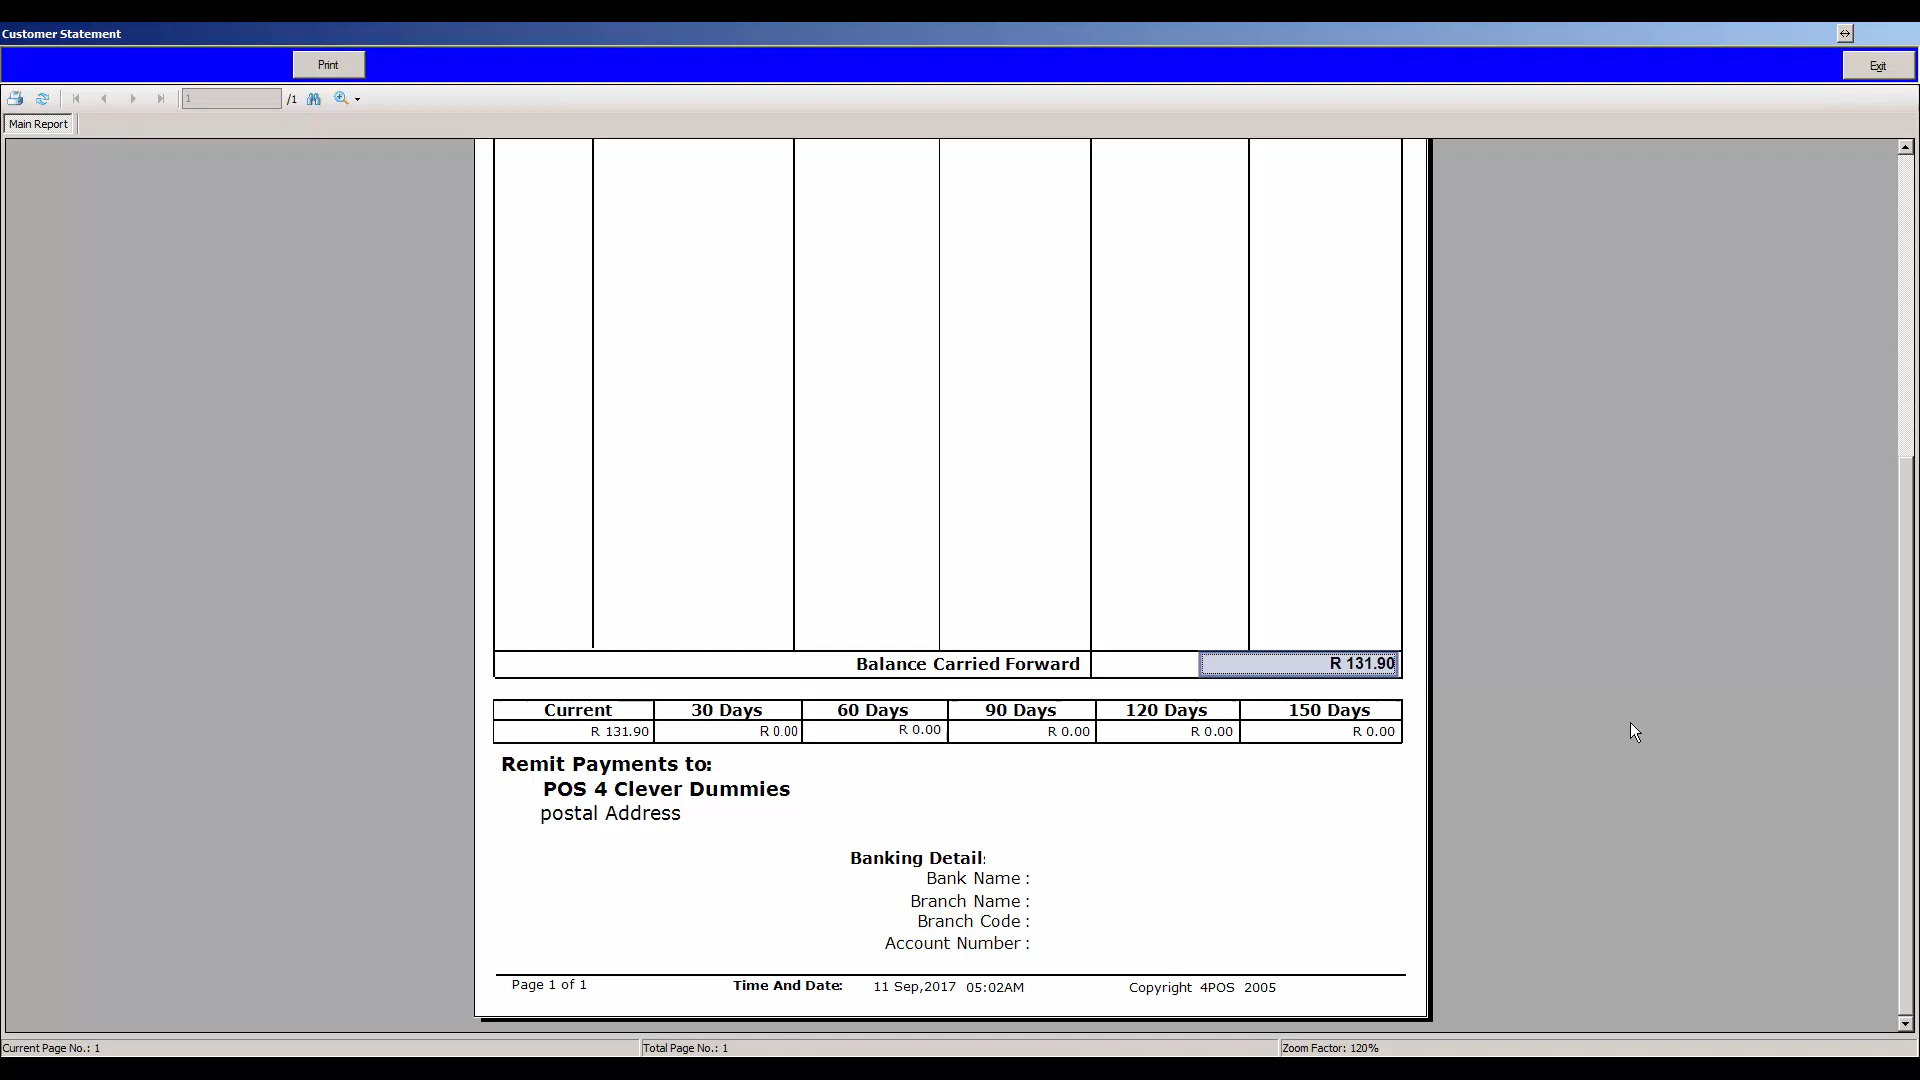 Customer Statement
Print
Exit
1 /1
Main Report
Balance Carried Forward R 131.90
Current 30 Days 60 Days 90 Days 120 Days 150 Days
R 131.90 R 0.00 R 0.00 R 0.00 R 0.00 R 0.00
Remit Payments to:
POS 4 Clever Dummies
postal Address
Banking Detail:
Bank Name :
Branch Name :
Branch Code :
Account Number :
Page 1 of 1 Time And Date: 11 Sep,2017 05:02AM Copyright 4POS 2005
Current Page No.: 1 Total Page No.: 1 Zoom Factor: 120%